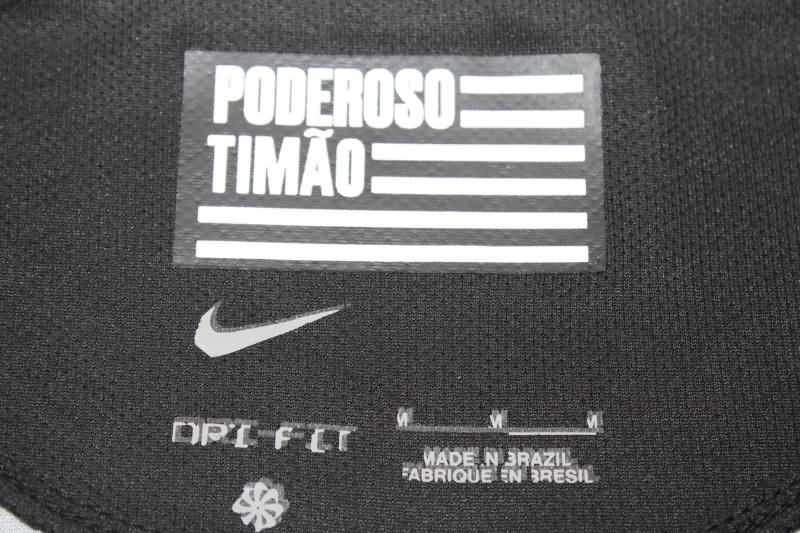 PODEROSO
TIMÃO
DRI-FIT
M M M
MADE IN BRAZIL
FABRIQUE EN BRESIL